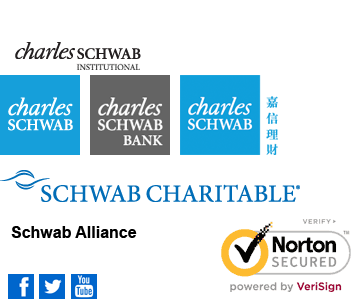 charles SCHWAB
INSTITUTIONAL
charles
SCHWAB
charles
SCHWAB
BANK
charles
SCHWAB
嘉信理財
SCHWAB CHARITABLE®
Schwab Alliance
VERIFY›
Norton™
SECURED
powered by VeriSign
f
You
Tube